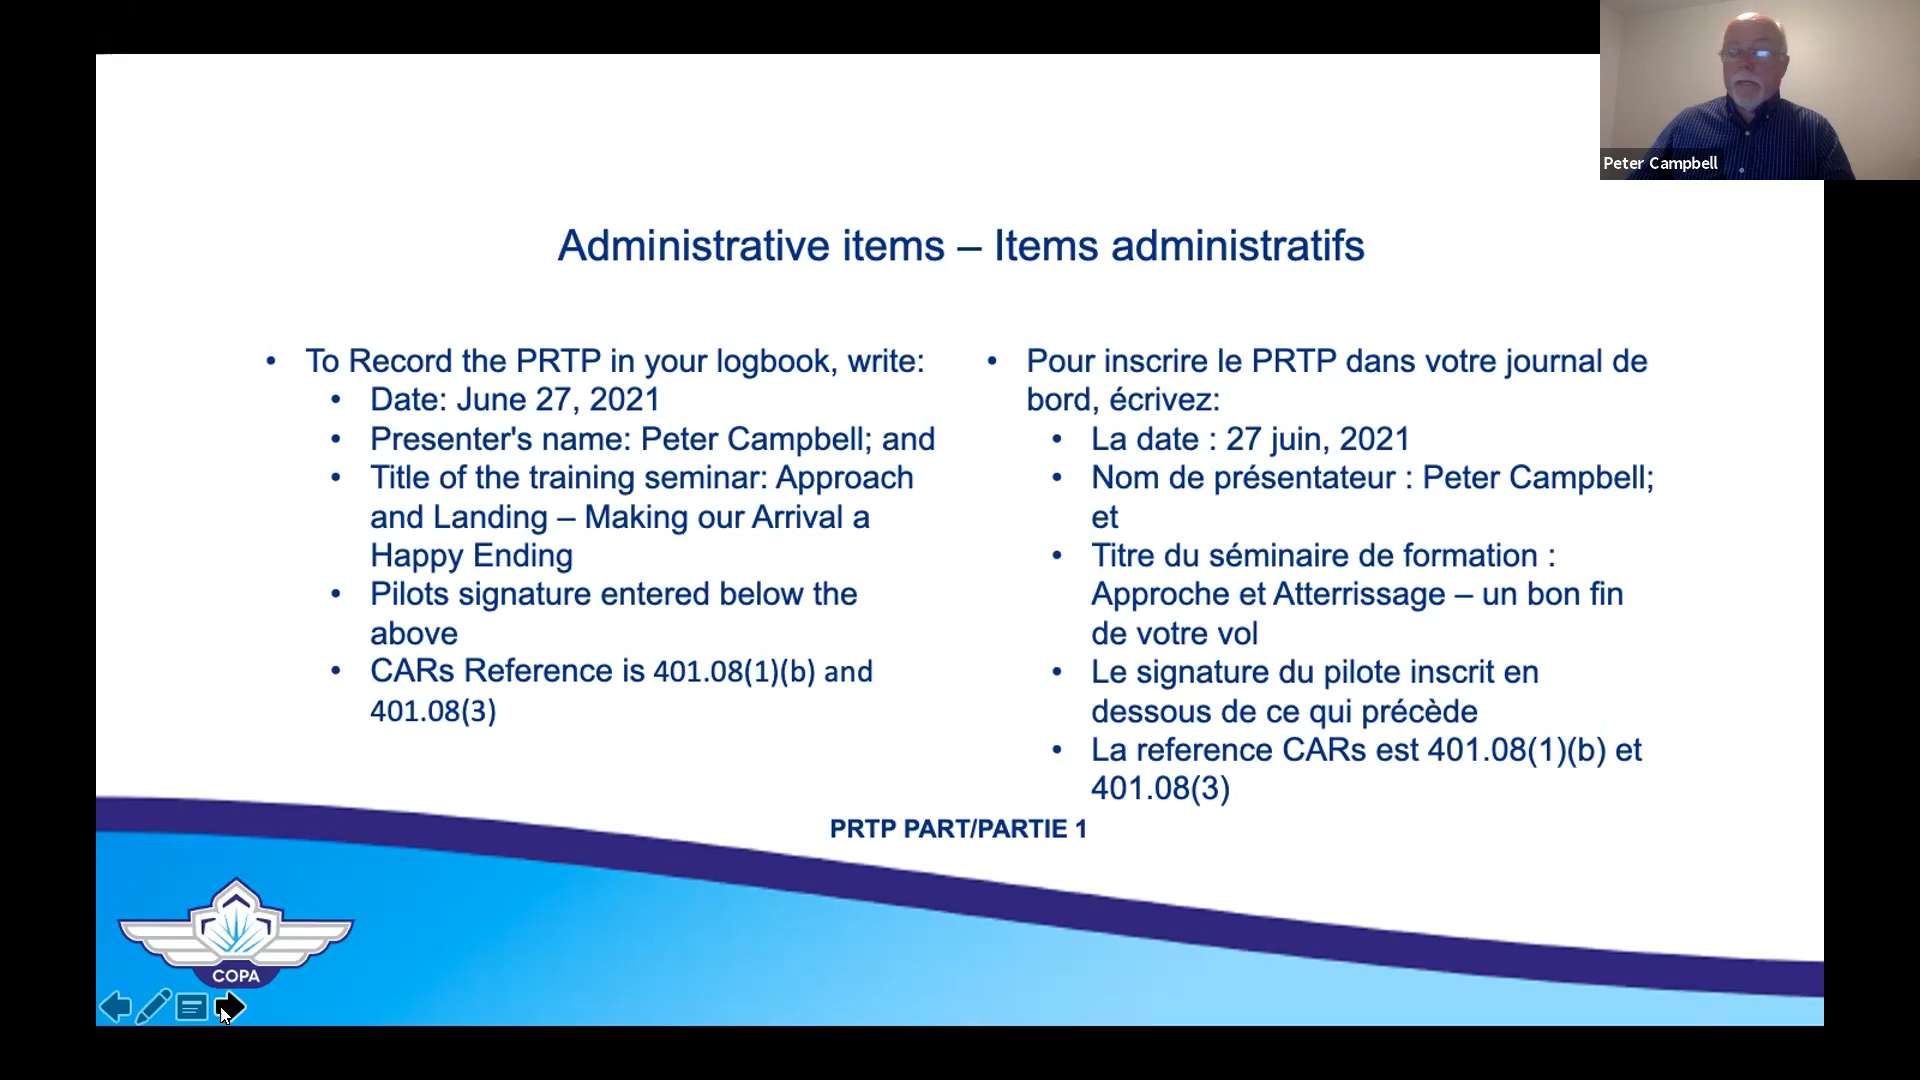 Peter Campbell
Administrative items – Items administratifs
• To Record the PRTP in your logbook, write:
• Date: June 27, 2021
• Presenter's name: Peter Campbell; and
• Title of the training seminar: Approach
and Landing – Making our Arrival a
Happy Ending
• Pilots signature entered below the
above
• CARs Reference is 401.08(1)(b) and
401.08(3)
• Pour inscrire le PRTP dans votre journal de
bord, écrivez:
• La date : 27 juin, 2021
• Nom de présentateur : Peter Campbell;
et
• Titre du séminaire de formation :
Approche et Atterrissage – un bon fin
de votre vol
• Le signature du pilote inscrit en
dessous de ce qui précède
• La reference CARs est 401.08(1)(b) et
401.08(3)
PRTP PART/PARTIE 1
COPA